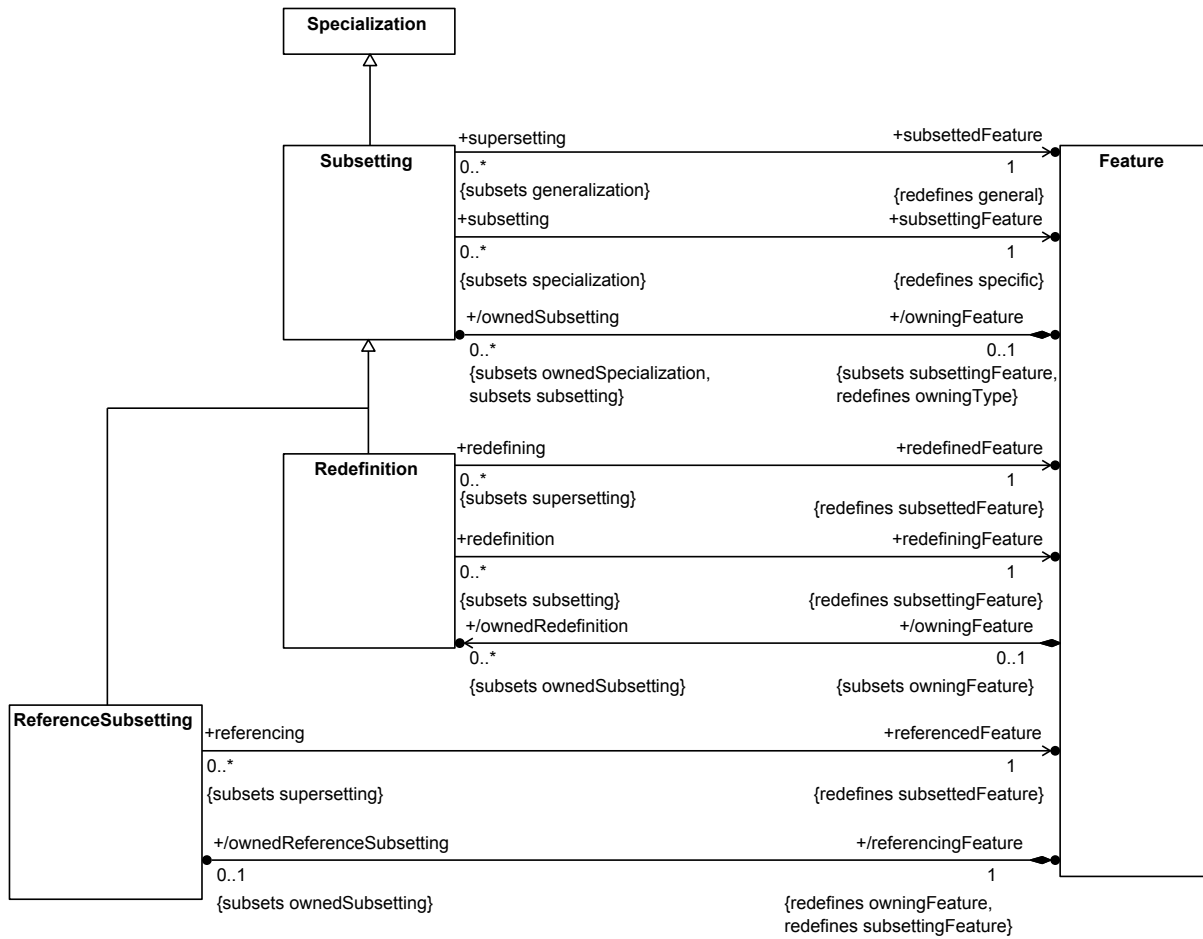 Specialization
+supersetting
+subsettedFeature
Subsetting
Feature
0..*
1
{subsets generalization}
{redefines general}
+subsetting
+subsettingFeature
0..*
1
{subsets specialization}
{redefines specific}
+/ownedSubsetting
+/owningFeature
0..*
0..1
{subsets ownedSpecialization,
subsets subsetting}
{subsets subsettingFeature,
redefines owningType}
+redefining
+redefinedFeature
Redefinition
0..*
1
{subsets supersetting}
{redefines subsettedFeature}
+redefinition
+redefiningFeature
0..*
1
{subsets subsetting}
{redefines subsettingFeature}
+/ownedRedefinition
+/owningFeature
0..*
0..1
{subsets ownedSubsetting}
{subsets owningFeature}
ReferenceSubsetting
+referencing
+referencedFeature
0..*
1
{subsets supersetting}
{redefines subsettedFeature}
+/ownedReferenceSubsetting
+/referencingFeature
0..1
1
{subsets ownedSubsetting}
{redefines owningFeature,
redefines subsettingFeature}